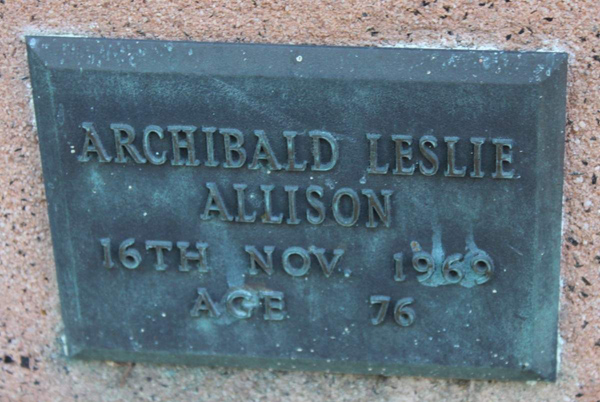 ARCHIBALD LESLIE
ALLISON
16TH NOV. 1969
AGE 76